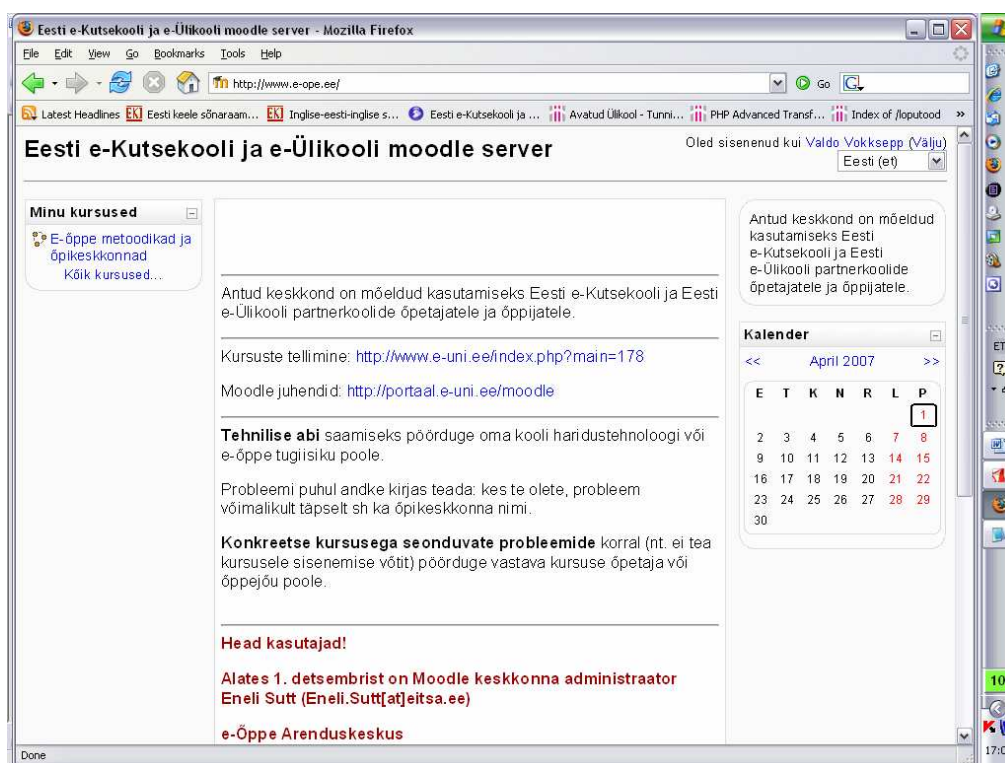 Eesti e-Kutsekooli ja e-Ülikooli moodle server - Mozilla Firefox
File Edit View Go Bookmarks Tools Help
http://www.e-ope.ee/
Go
Latest Headlines
Eesti keele sõnaraam...
Inglise-eesti-inglise s...
Eesti e-Kutsekooli ja ...
Avatud Ülikool - Tunni...
PHP Advanced Transf...
Index of /loputood
»
Eesti e-Kutsekooli ja e-Ülikooli moodle server
Oled sisenenud kui Valdo Vokksepp (Välju)
Eesti (et)
Minu kursused
E-õppe metoodikad ja
õpikeskkonnad
Kõik kursused...
Antud keskkond on mõeldud kasutamiseks Eesti e-Kutsekooli ja Eesti
e-Ülikooli partnerkoolide õpetajatele ja õppijatele.
Kursuste tellimine: http://www.e-uni.ee/index.php?main=178
Moodle juhendid: http://portaal.e-uni.ee/moodle
Tehnilise abi saamiseks pöörduge oma kooli haridustehnoloogi või
e-õppe tugiisiku poole.
Probleemi puhul andke kirjas teada: kes te olete, probleem
võimalikult täpselt sh ka õpikeskkonna nimi.
Konkreetse kursusega seonduvate probleemide korral (nt. ei tea
kursusele sisenemise võtit) pöörduge vastava kursuse õpetaja või
õppejõu poole.
Head kasutajad!
Alates 1. detsembrist on Moodle keskkonna administraator
Eneli Sutt (Eneli.Sutt[at]eitsa.ee)
e-Õppe Arenduskeskus
Antud keskkond on mõeldud
kasutamiseks Eesti
e-Kutsekooli ja Eesti
e-Ülikooli partnerkoolide
õpetajatele ja õppijatele.
Kalender
<< April 2007 >>
E T K N R L P
1
2 3 4 5 6 7 8
9 10 11 12 13 14 15
16 17 18 19 20 21 22
23 24 25 26 27 28 29
30
Done
ET
10